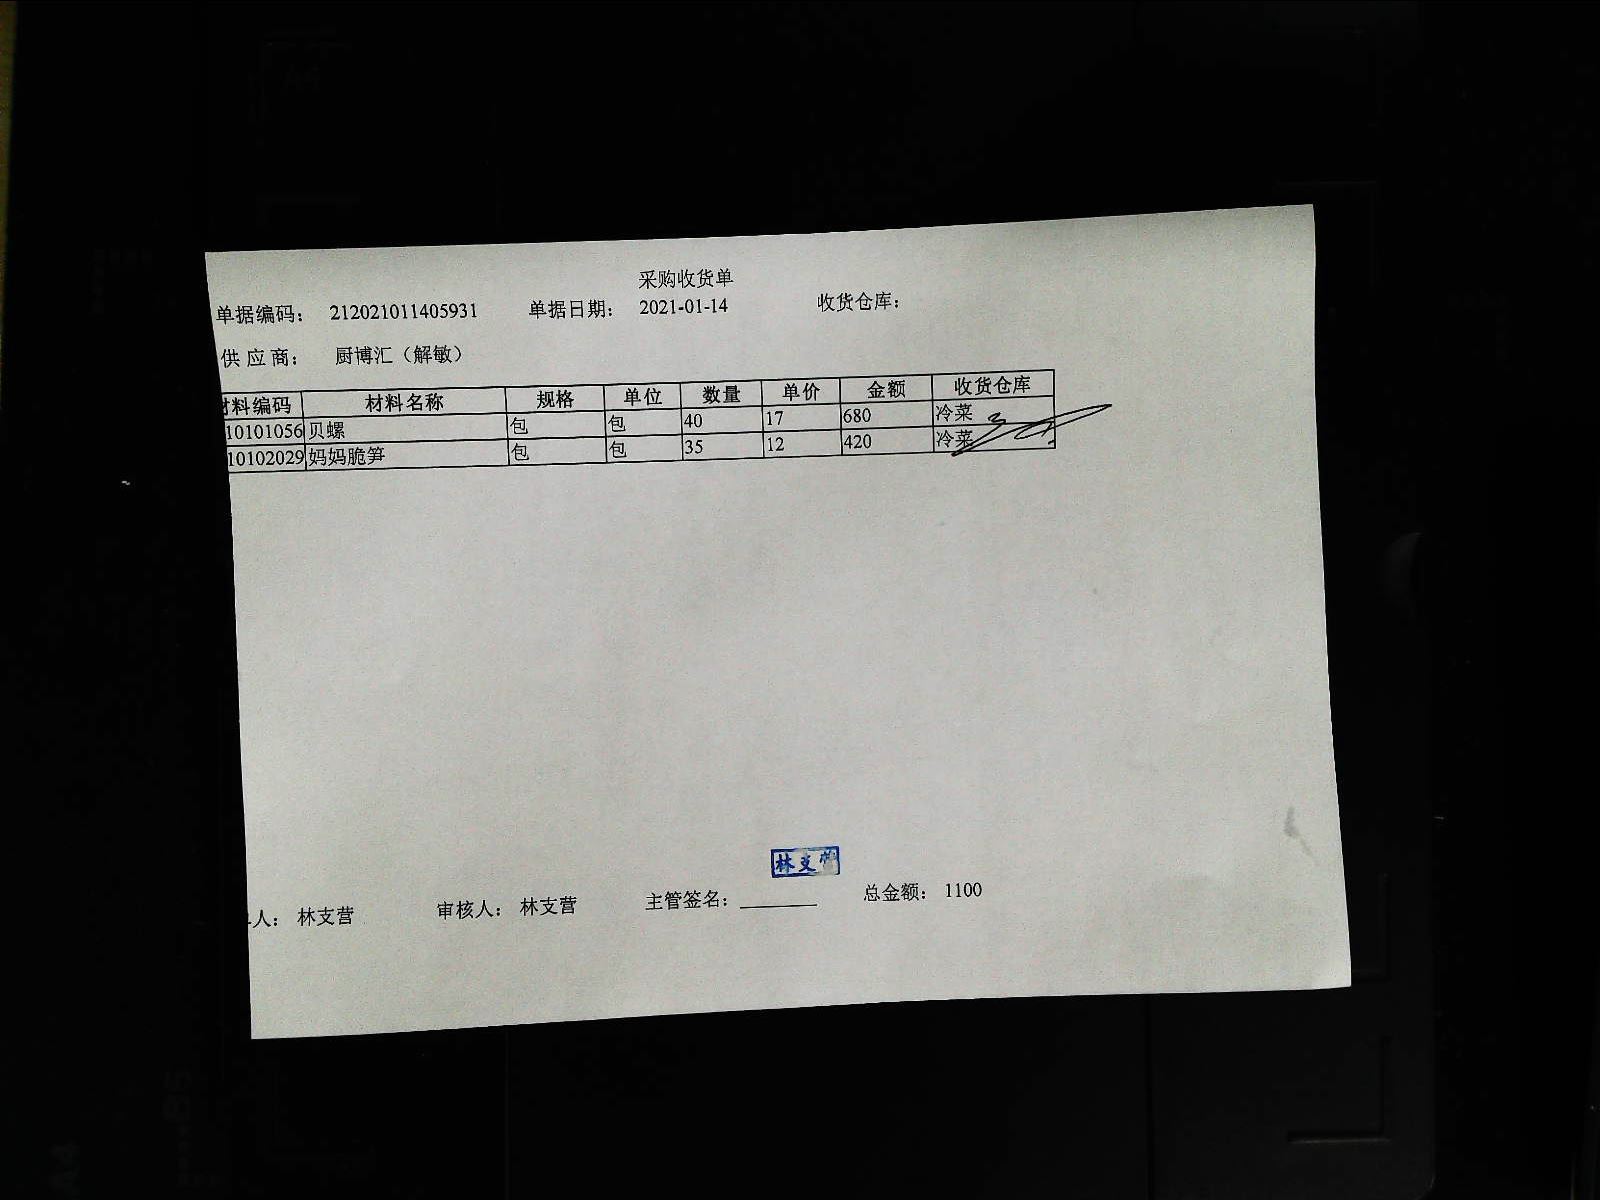 采购收货单
单据编码： 212021011405931 单据日期： 2021-01-14 收货仓库：
供 应 商： 厨博汇（解敏）
材料编码 材料名称 规格 单位 数量 单价 金额 收货仓库
10101056 贝螺 包 包 40 17 680 冷菜
10102029 妈妈脆笋 包 包 35 12 420 冷菜
林支营
人： 林支营 审核人： 林支营 主管签名：________ 总金额： 1100